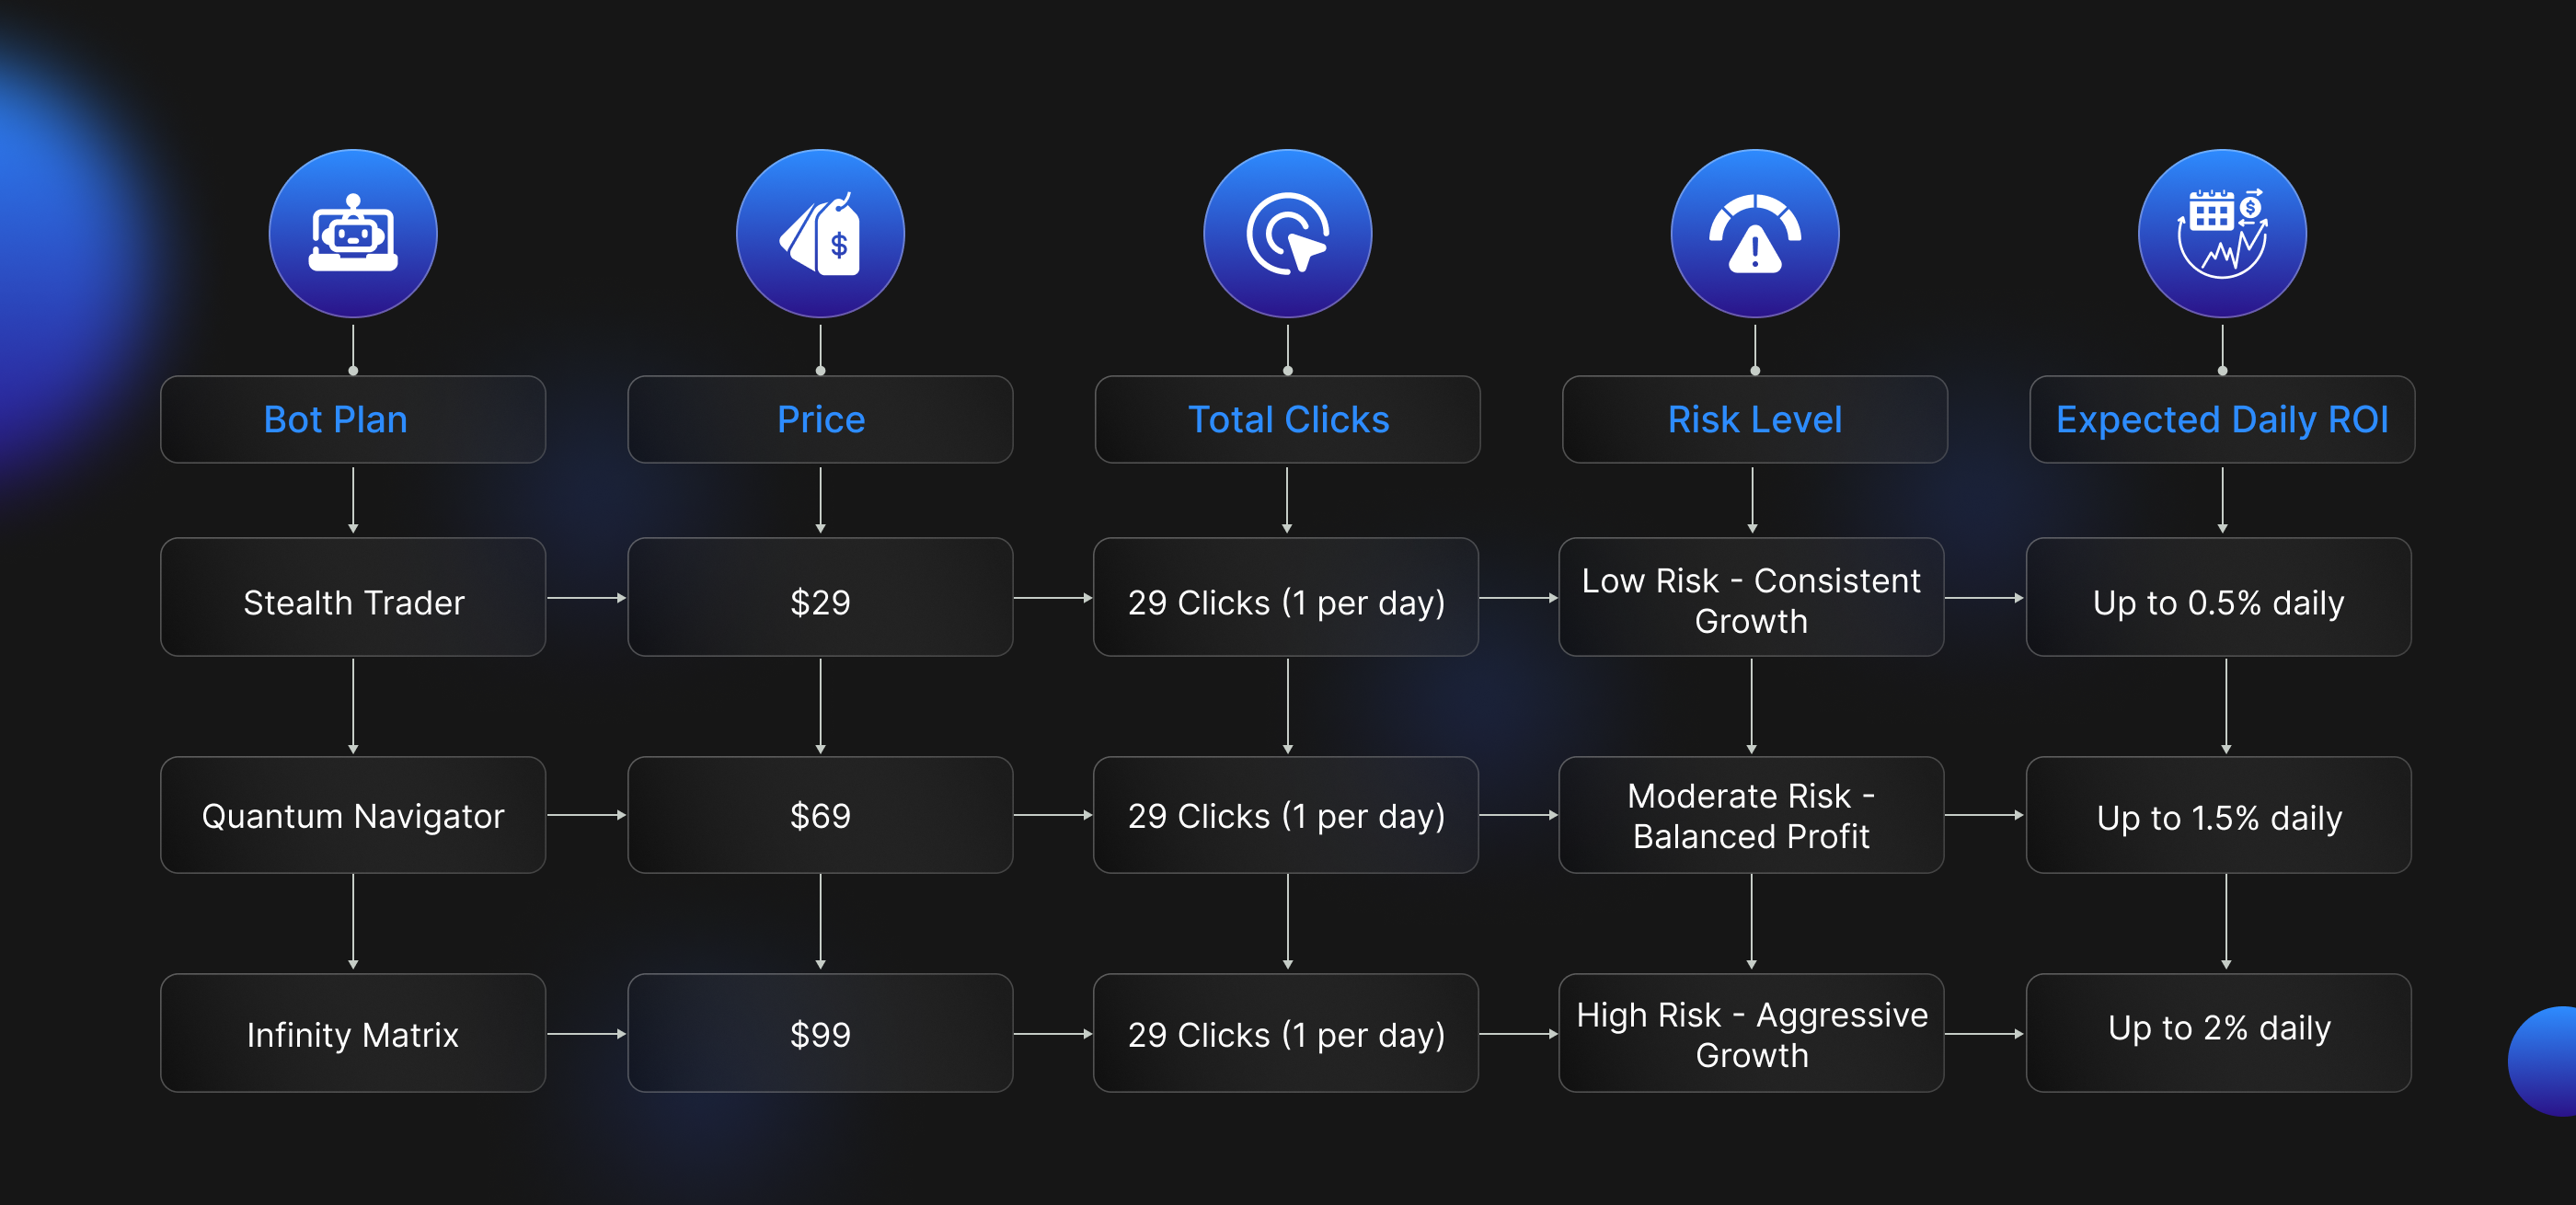 Bot Plan
Price
Total Clicks
Risk Level
Expected Daily ROI
Stealth Trader
$29
29 Clicks (1 per day)
Low Risk - Consistent
Growth
Up to 0.5% daily
Quantum Navigator
$69
29 Clicks (1 per day)
Moderate Risk -
Balanced Profit
Up to 1.5% daily
Infinity Matrix
$99
29 Clicks (1 per day)
High Risk - Aggressive
Growth
Up to 2% daily